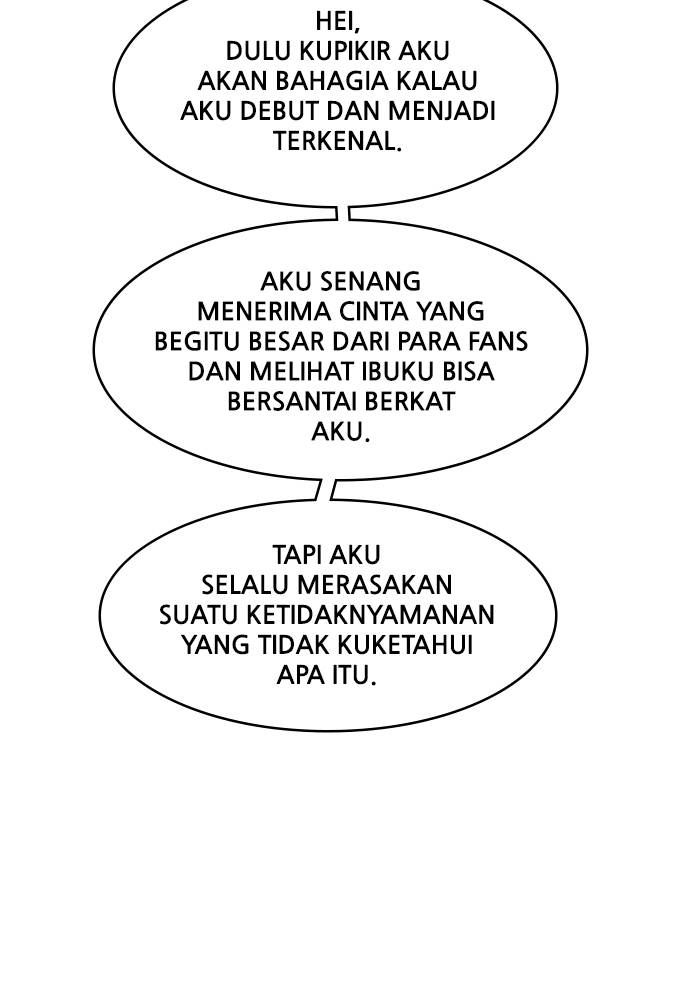 HEI,
DULU KUPIKIR AKU
AKAN BAHAGIA KALAU
AKU DEBUT DAN MENJADI
TERKENAL.
AKU SENANG
MENERIMA CINTA YANG
BEGITU BESAR DARI PARA FANS
DAN MELIHAT IBUKU BISA
BERSANTAI BERKAT
AKU.
TAPI AKU
SELALU MERASAKAN
SUATU KETIDAKNYAMANAN
YANG TIDAK KUKETAHUI
APA ITU.